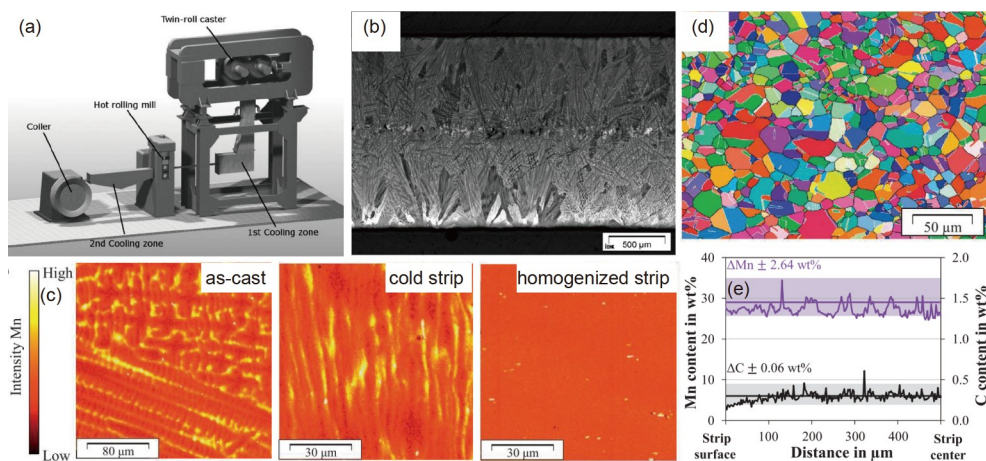 (a)
Twin-roll caster
Hot rolling mill
Coiler
2nd Cooling zone
1st Cooling zone
(b)
500 µm
(d)
50 µm
High
(c)
Intensity Mn
Low
as-cast
80 µm
cold strip
30 µm
homogenized strip
30 µm
(e)
ΔMn ± 2.64 wt%
ΔC ± 0.06 wt%
Mn content in wt%
40
30
20
10
0
C content in wt%
2.0
1.5
1.0
0.5
0.0
100 200 300 400
Strip surface
Distance in µm
Strip center